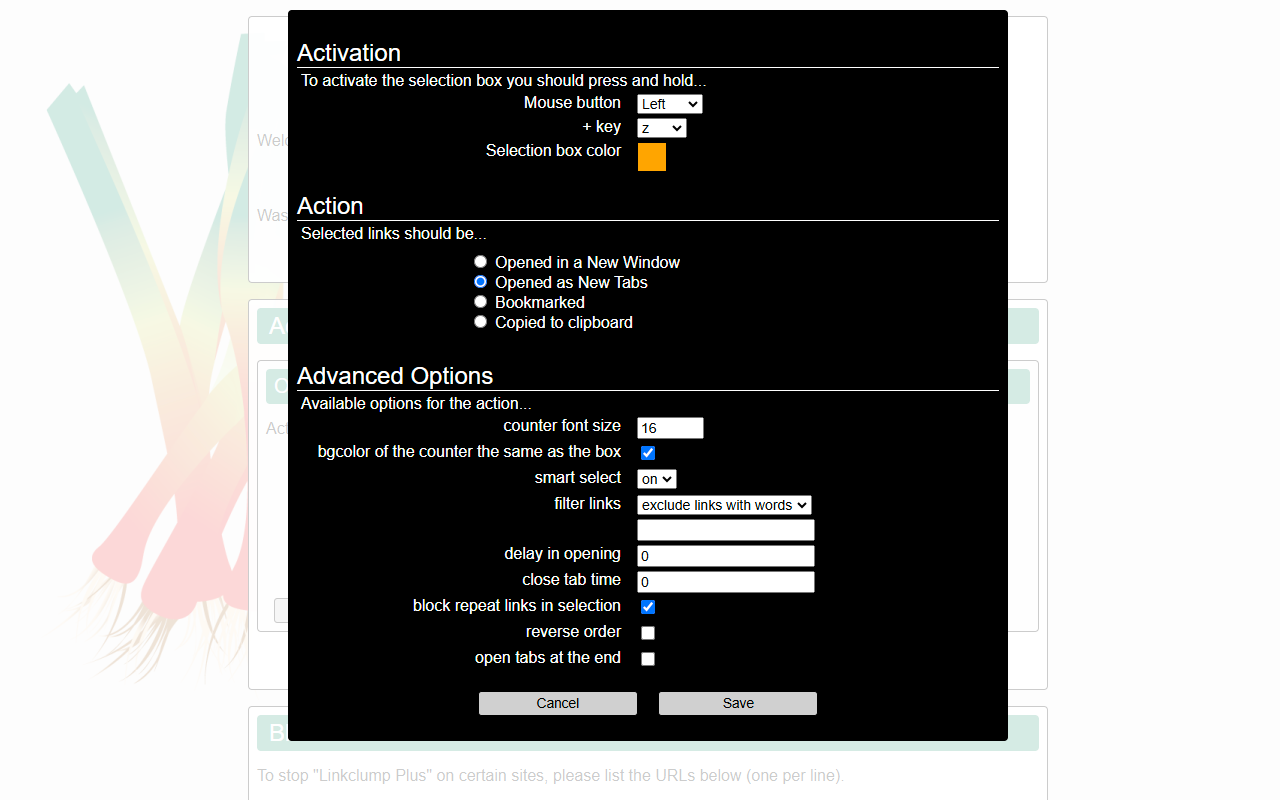 Activation
To activate the selection box you should press and hold...
Mouse button Left
+ key z
Selection box color
Action
Selected links should be...
Opened in a New Window
Opened as New Tabs
Bookmarked
Copied to clipboard
Advanced Options
Available options for the action...
counter font size 16
bgcolor of the counter the same as the box
smart select on
filter links exclude links with words
delay in opening 0
close tab time 0
block repeat links in selection
reverse order
open tabs at the end
Cancel Save
To stop "Linkclump Plus" on certain sites, please list the URLs below (one per line).